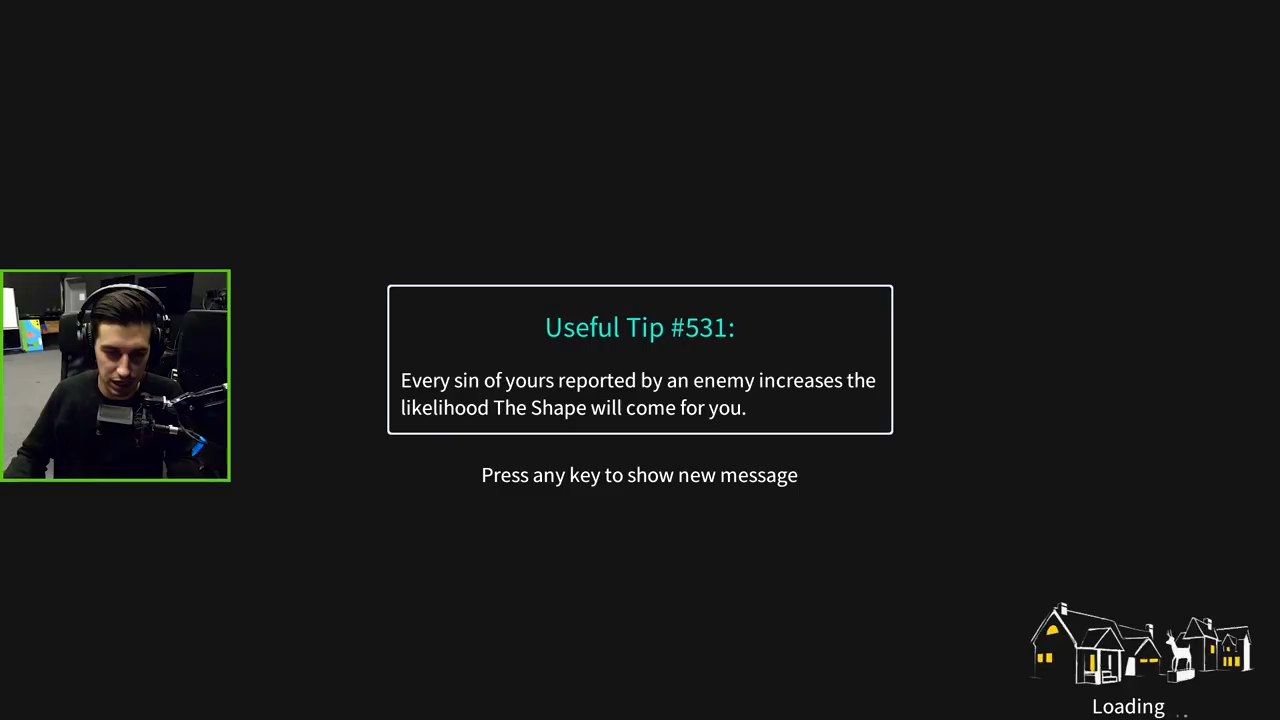 Useful Tip #531:
Every sin of yours reported by an enemy increases the
likelihood The Shape will come for you.
Press any key to show new message
Loading ..